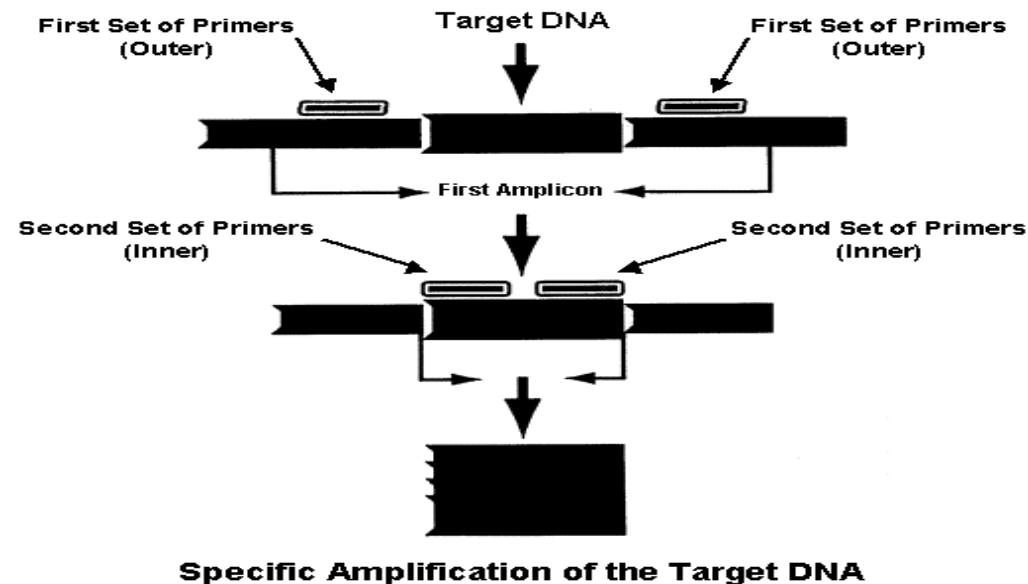 First Set of Primers
(Outer)
Target DNA
First Set of Primers
(Outer)
First Amplicon
Second Set of Primers
(Inner)
Second Set of Primers
(Inner)
Specific Amplification of the Target DNA